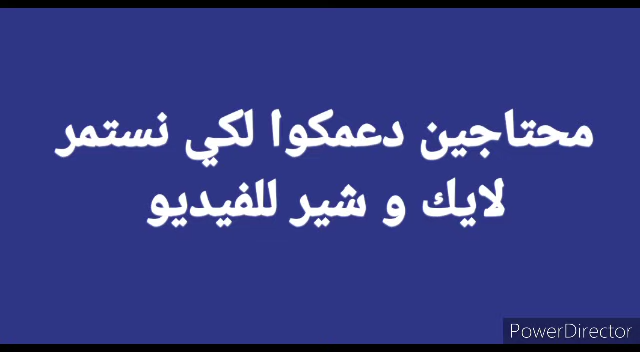 محتاجين دعمكوا لكي نستمر
لايك و شير للفيديو
PowerDirector